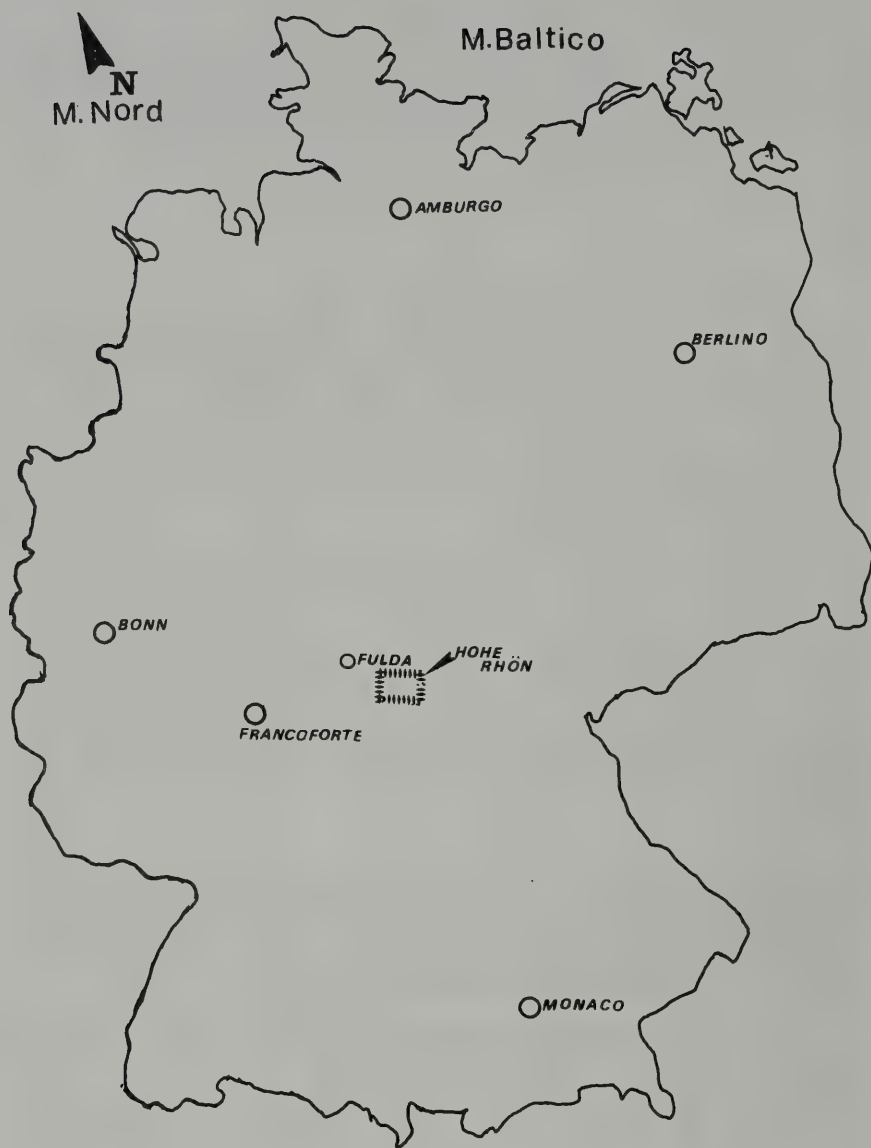 M.Baltico
N
M. Nord
AMBURGO
BERLINO
BONN
FULDA
HOHE
RHÖN
FRANCOFORTE
MONACO